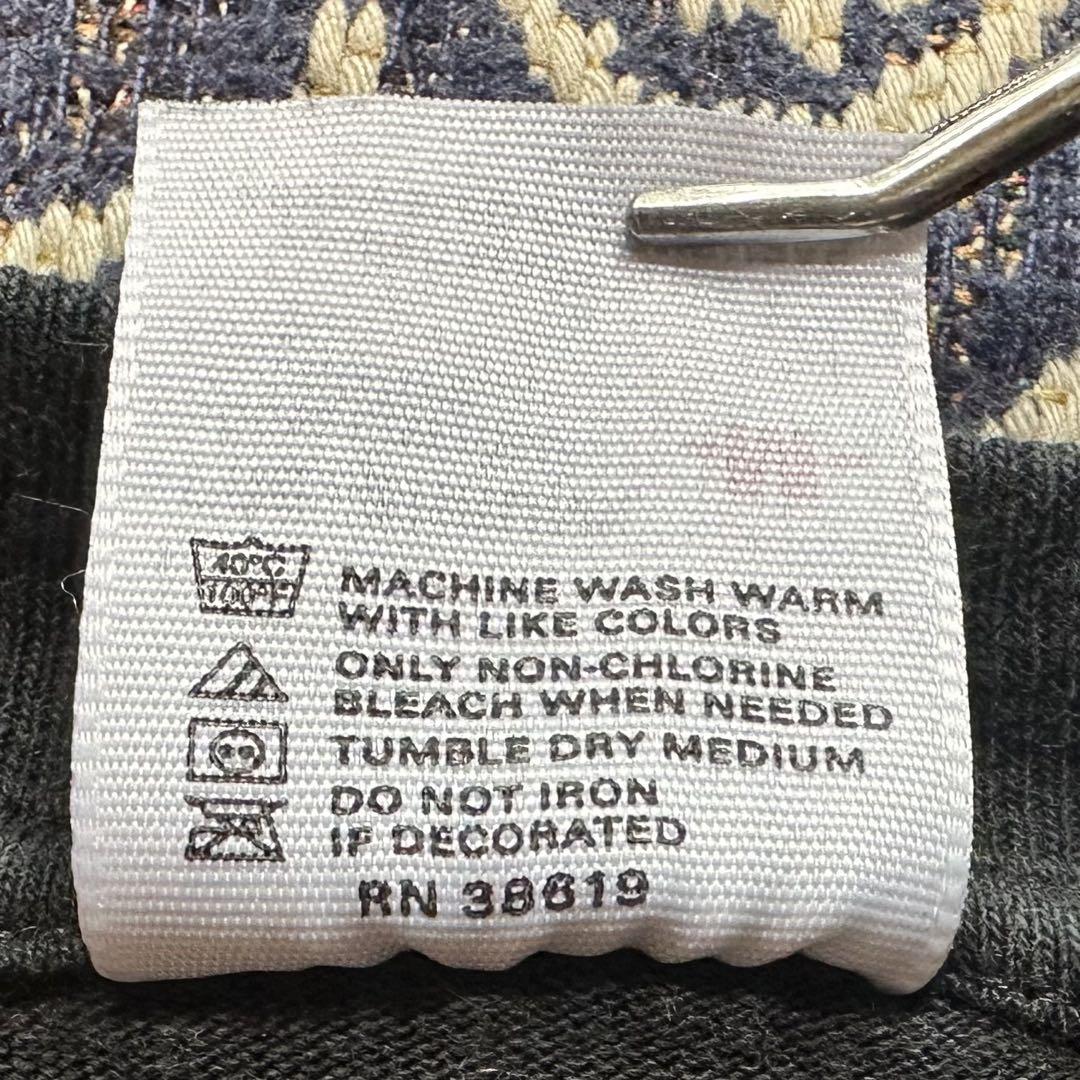 40°C
100°F
MACHINE WASH WARM
WITH LIKE COLORS
ONLY NON-CHLORINE
BLEACH WHEN NEEDED
TUMBLE DRY MEDIUM
DO NOT IRON
IF DECORATED
RN 38619